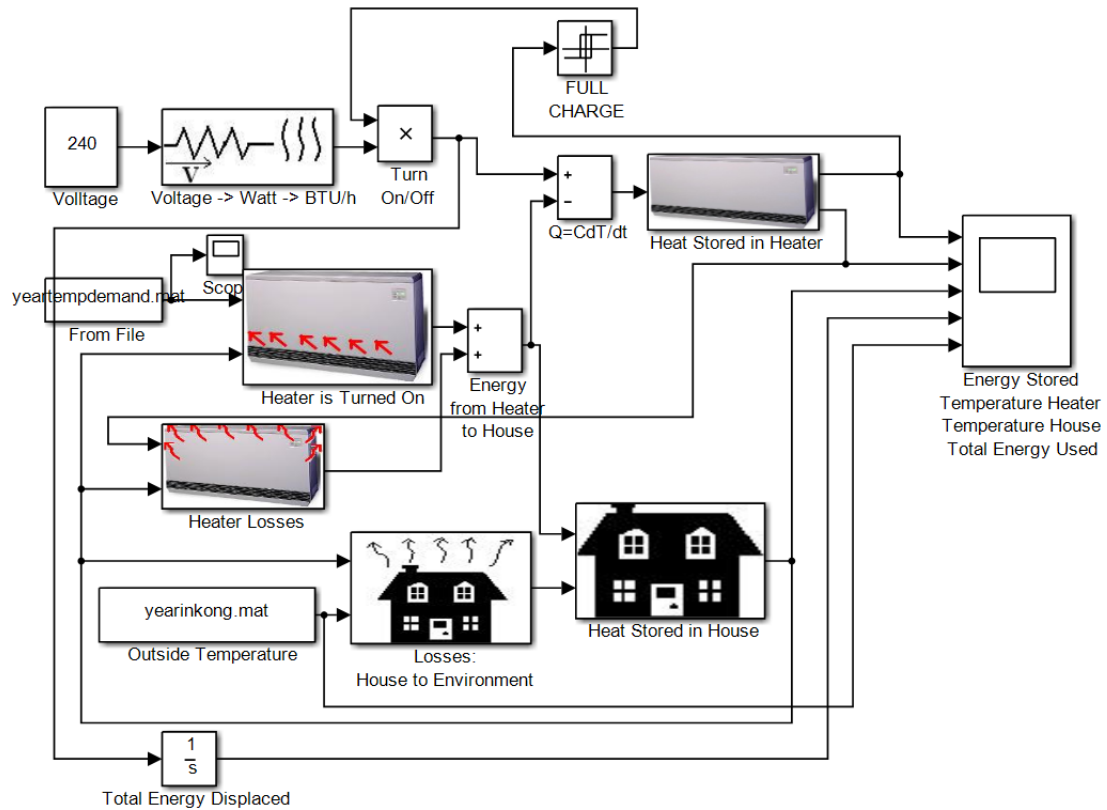 FULL
CHARGE
240
Volltage
V
Voltage -> Watt -> BTU/h
×
Turn
On/Off
+
−
Q=CdT/dt
Heat Stored in Heater
Scop
yeartempdemand.mat
From File
Heater is Turned On
+
+
Energy
from Heater
to House
Energy Stored
Temperature Heater
Temperature House
Total Energy Used
Heater Losses
yearinkong.mat
Outside Temperature
Losses:
House to Environment
Heat Stored in House
1
s
Total Energy Displaced